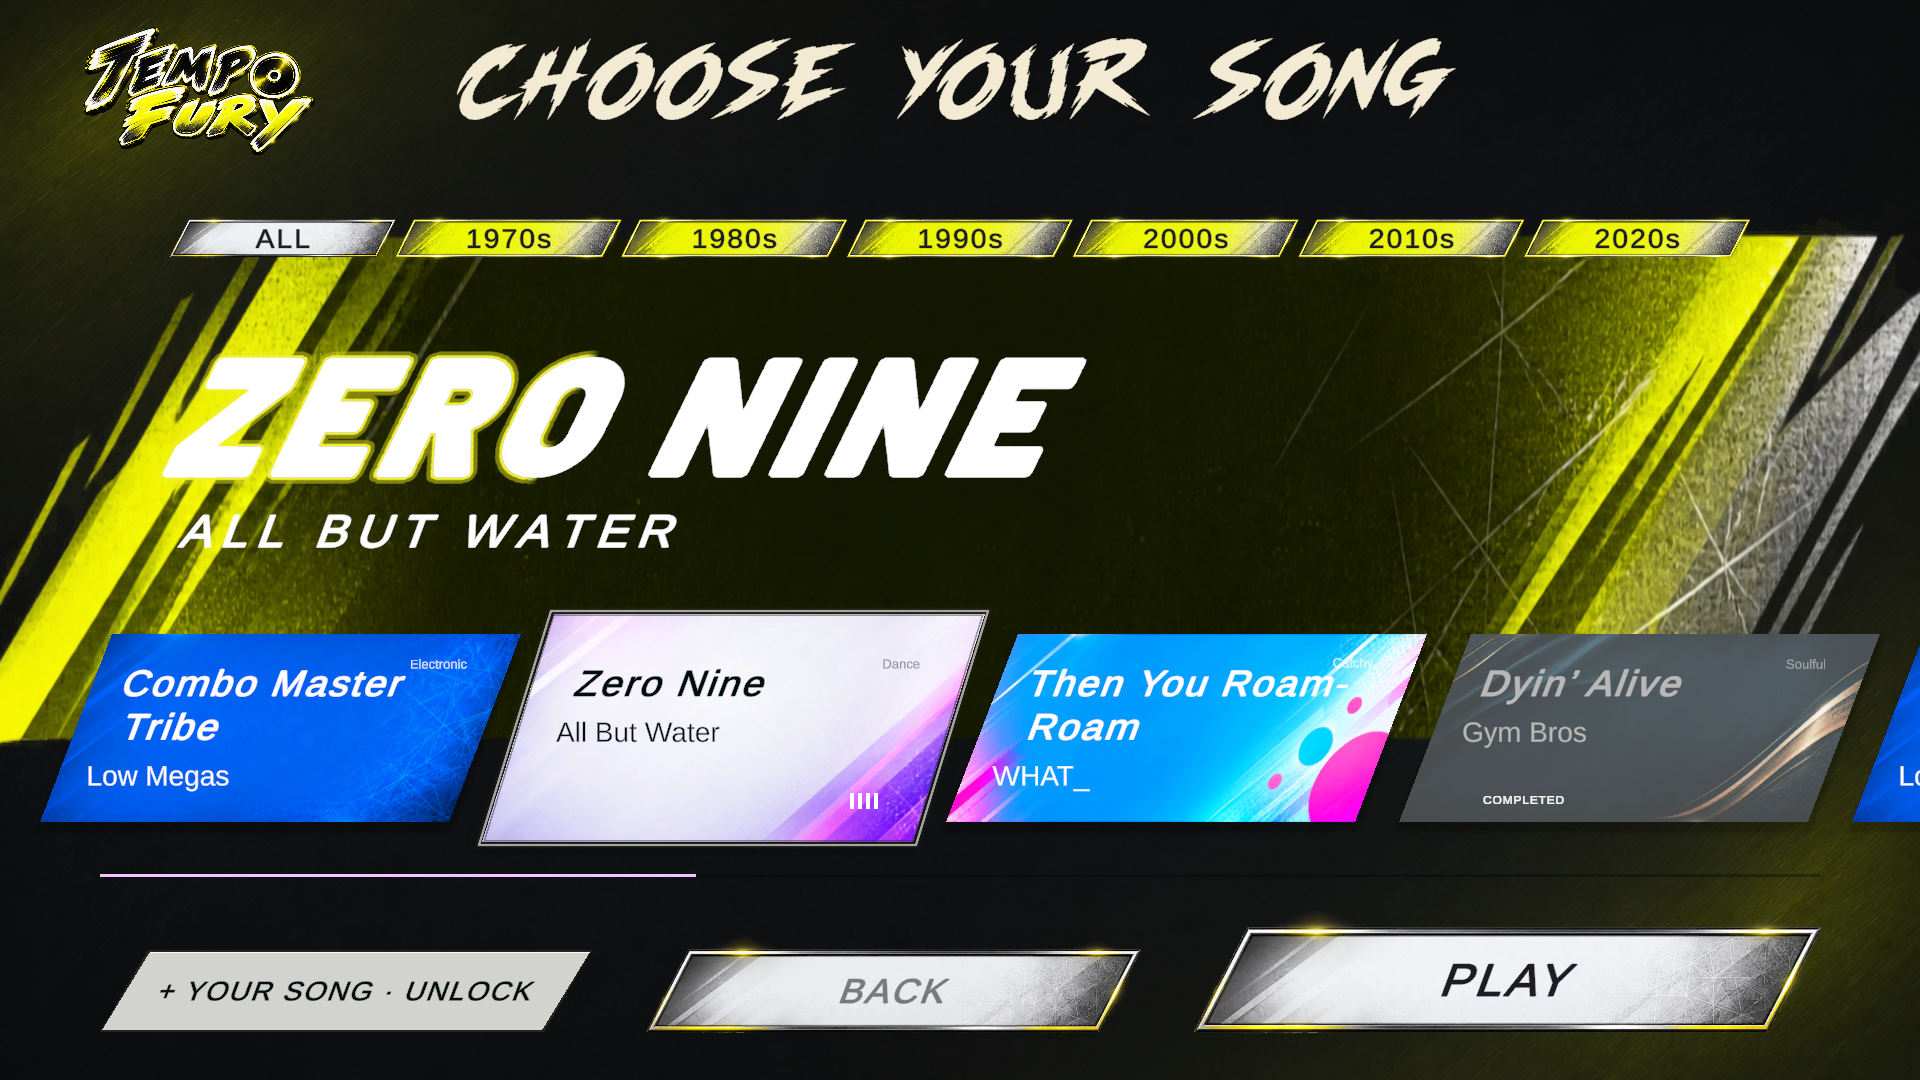 TEMPO
FURY
CHOOSE YOUR SONG
ALL
1970s
1980s
1990s
2000s
2010s
2020s
ZERO NINE
ALL BUT WATER
Combo Master
Tribe
Electronic
Low Megas
Zero Nine
Dance
All But Water
Then You Roam-
Roam
Catchy
WHAT_
Dyin’ Alive
Soulful
Gym Bros
COMPLETED
Lo
+ YOUR SONG · UNLOCK
BACK
PLAY